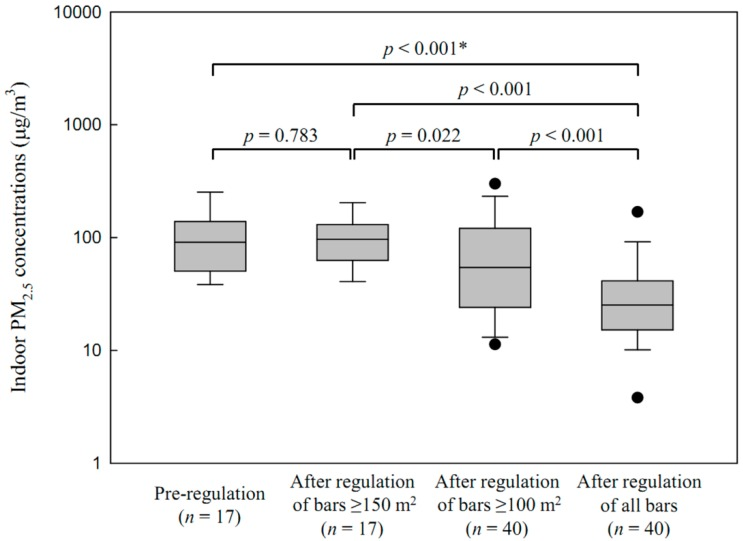 10000
p < 0.001*
p < 0.001
1000
p = 0.783
p = 0.022
p < 0.001
100
10
1
Indoor PM2.5 concentrations (μg/m³)
Pre-regulation
(n = 17)
After regulation
of bars ≥150 m²
(n = 17)
After regulation
of bars ≥100 m²
(n = 40)
After regulation
of all bars
(n = 40)